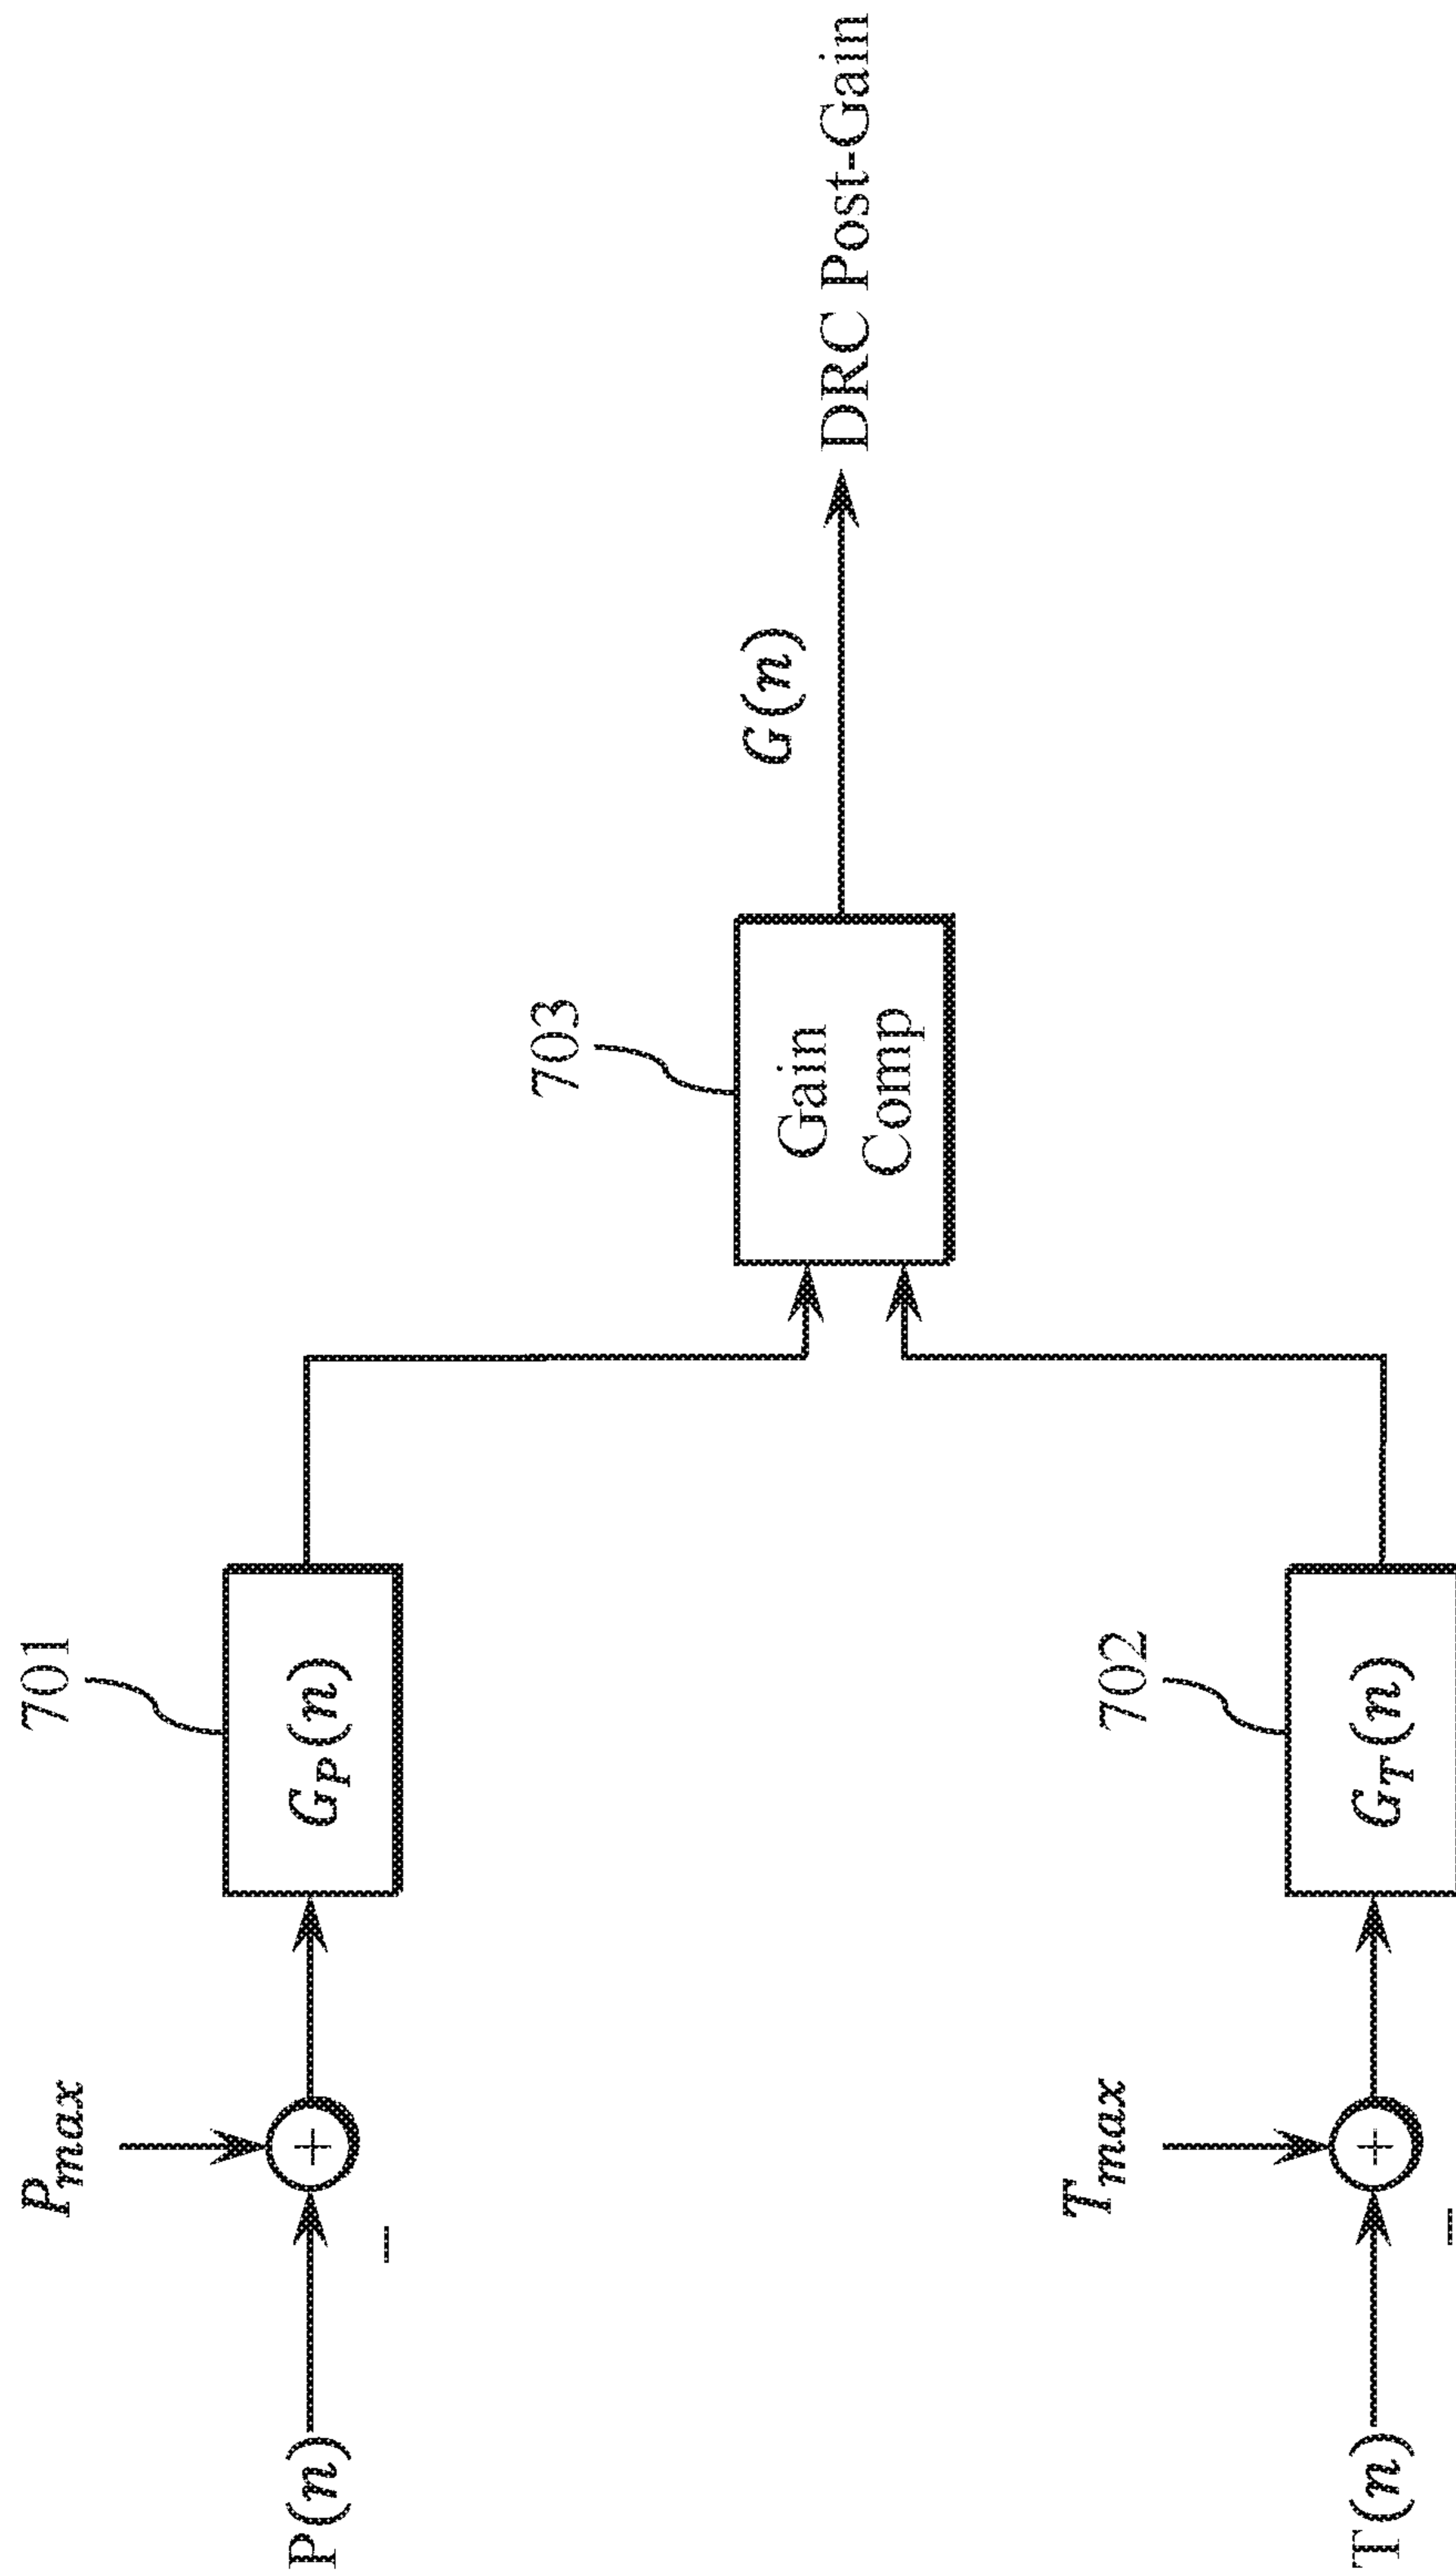 P(n)
−
P_max
+
701
G_P(n)
703
Gain
Comp
G(n)
DRC Post-Gain
T(n)
−
T_max
+
702
G_T(n)